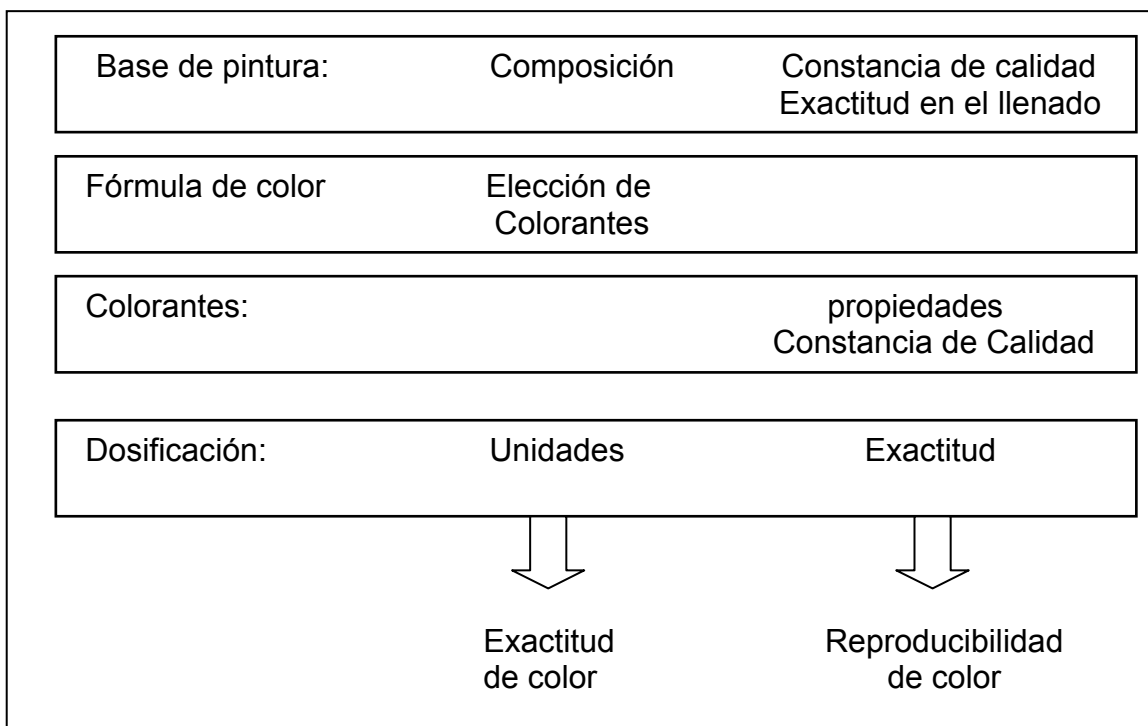 Base de pintura: Composición Constancia de calidad
Exactitud en el llenado
Fórmula de color Elección de
Colorantes
Colorantes: propiedades
Constancia de Calidad
Dosificación: Unidades Exactitud
Exactitud Reproducibilidad
de color de color